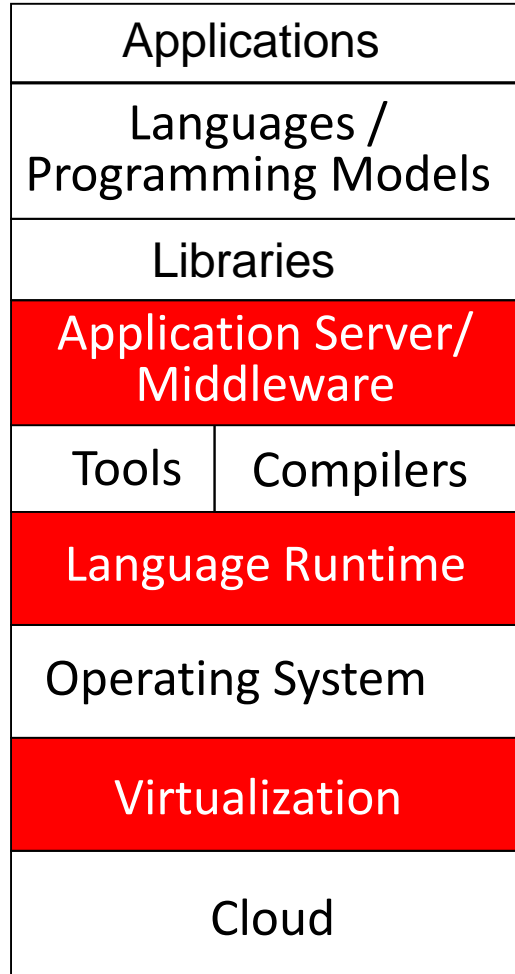 Applications
Languages /
Programming Models
Libraries
Application Server/
Middleware
Tools
Compilers
Language Runtime
Operating System
Virtualization
Cloud